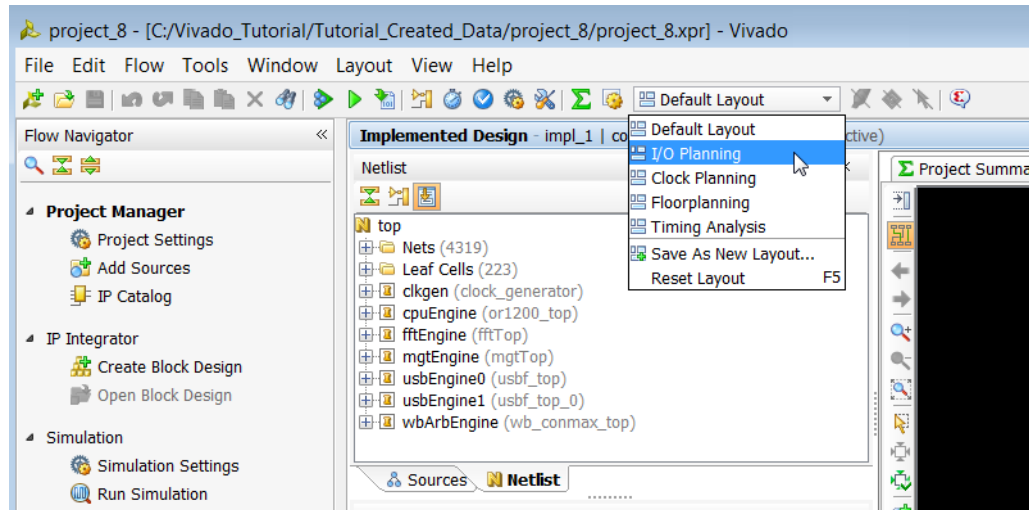 project_8 - [C:/Vivado_Tutorial/Tutorial_Created_Data/project_8/project_8.xpr] - Vivado
File Edit Flow Tools Window Layout View Help
Default Layout
Flow Navigator
Implemented Design - impl_1 |
Default Layout
I/O Planning
Clock Planning
Floorplanning
Timing Analysis
Save As New Layout...
Reset Layout F5
Project Manager
Project Settings
Add Sources
IP Catalog
IP Integrator
Create Block Design
Open Block Design
Simulation
Simulation Settings
Run Simulation
Netlist
top
Nets (4319)
Leaf Cells (223)
clkgen (clock_generator)
cpuEngine (or1200_top)
fftEngine (fftTop)
mgtEngine (mgtTop)
usbEngine0 (usbf_top)
usbEngine1 (usbf_top_0)
wbArbEngine (wb_conmax_top)
Sources
Netlist
Project Summa